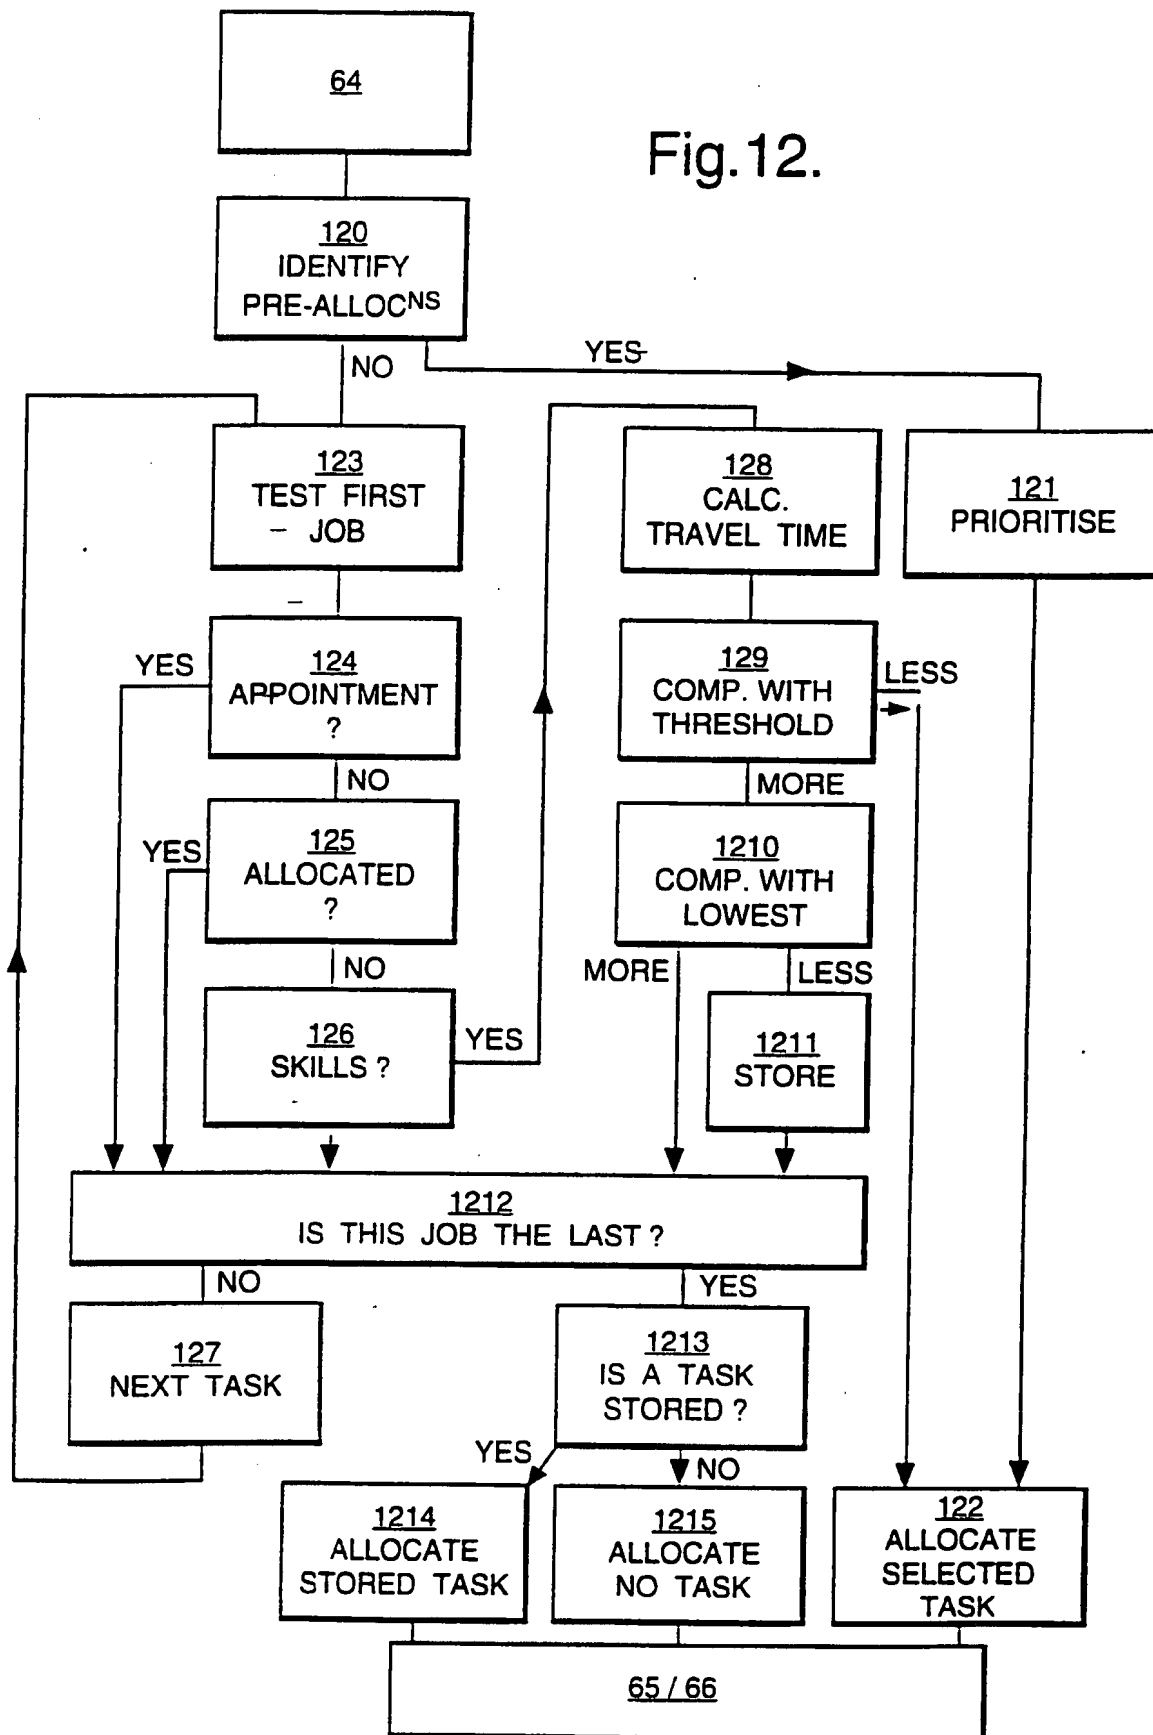 64
Fig.12.
120
IDENTIFY
PRE-ALLOCNS
NO
YES
123
TEST FIRST
JOB
128
CALC.
TRAVEL TIME
121
PRIORITISE
YES
124
APPOINTMENT
?
129
COMP. WITH
THRESHOLD
LESS
NO
MORE
YES
125
ALLOCATED
?
1210
COMP. WITH
LOWEST
NO
MORE
LESS
126
SKILLS ?
YES
1211
STORE
1212
IS THIS JOB THE LAST ?
NO
YES
127
NEXT TASK
1213
IS A TASK
STORED ?
YES
NO
1214
ALLOCATE
STORED TASK
1215
ALLOCATE
NO TASK
122
ALLOCATE
SELECTED
TASK
65 / 66